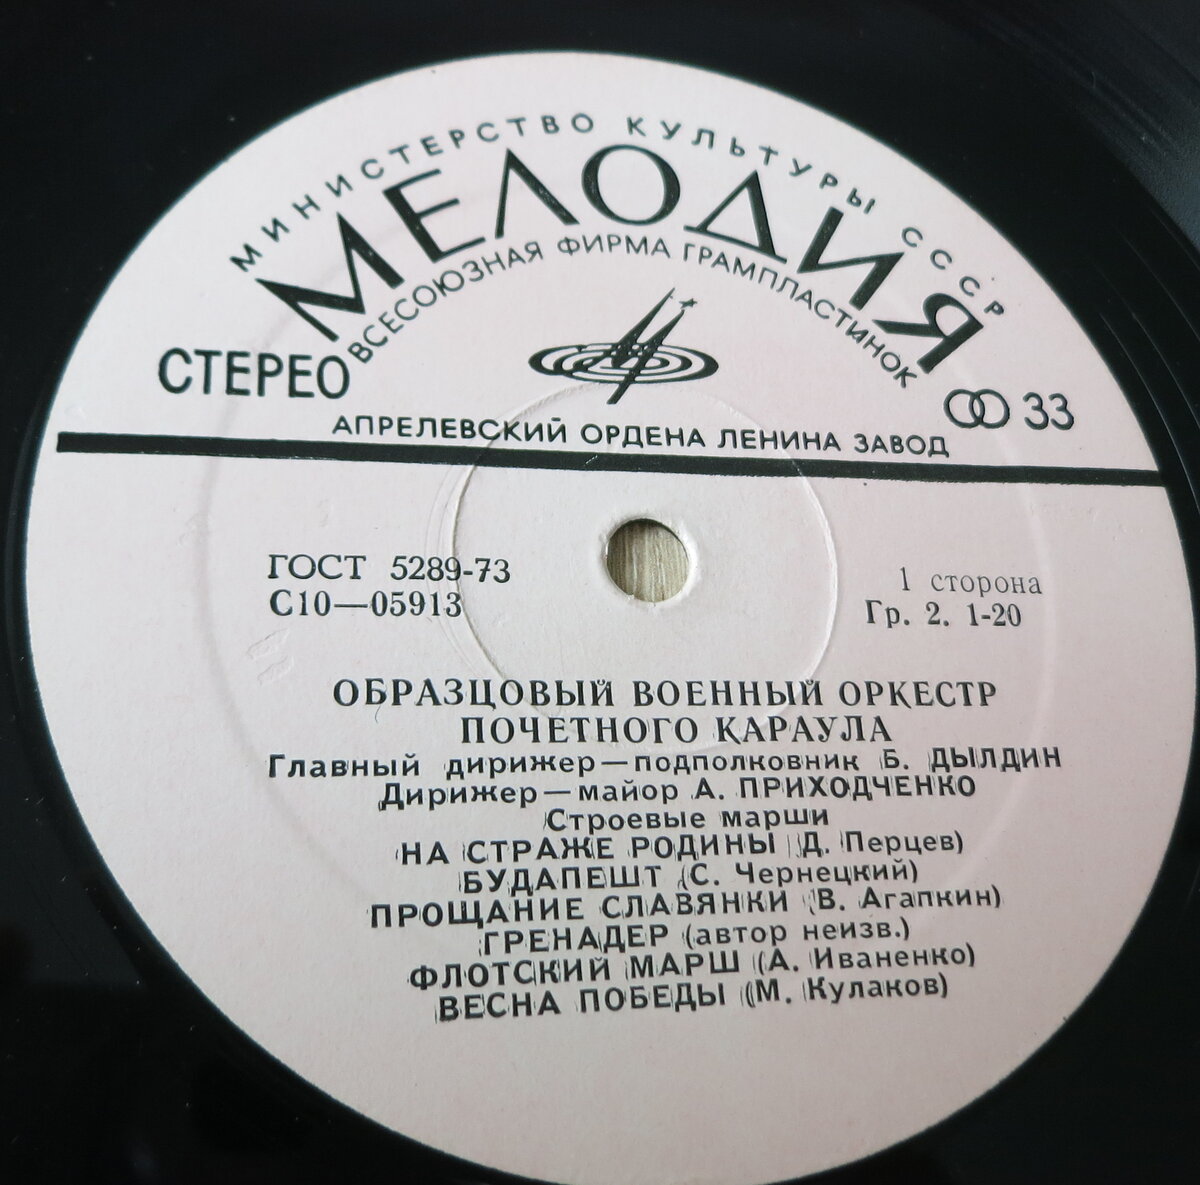 МИНИСТЕРСТВО КУЛЬТУРЫ СССР
МЕЛОДИЯ
ВСЕСОЮЗНАЯ ФИРМА ГРАМПЛАСТИНОК
СТЕРЕО
33
АПРЕЛЕВСКИЙ ОРДЕНА ЛЕНИНА ЗАВОД
ГОСТ 5289-73
С10—05913
1 сторона
Гр. 2. 1-20
ОБРАЗЦОВЫЙ ВОЕННЫЙ ОРКЕСТР
ПОЧЕТНОГО КАРАУЛА
Главный дирижер — подполковник Б. ДЫЛДИН
Дирижер — майор А. ПРИХОДЧЕНКО
Строевые марши
НА СТРАЖЕ РОДИНЫ (Д. Перцев)
БУДАПЕШТ (С. Чернецкий)
ПРОЩАНИЕ СЛАВЯНКИ (В. Агапкин)
ГРЕНАДЕР (автор неизв.)
ФЛОТСКИЙ МАРШ (А. Иваненко)
ВЕСНА ПОБЕДЫ (М. Кулаков)